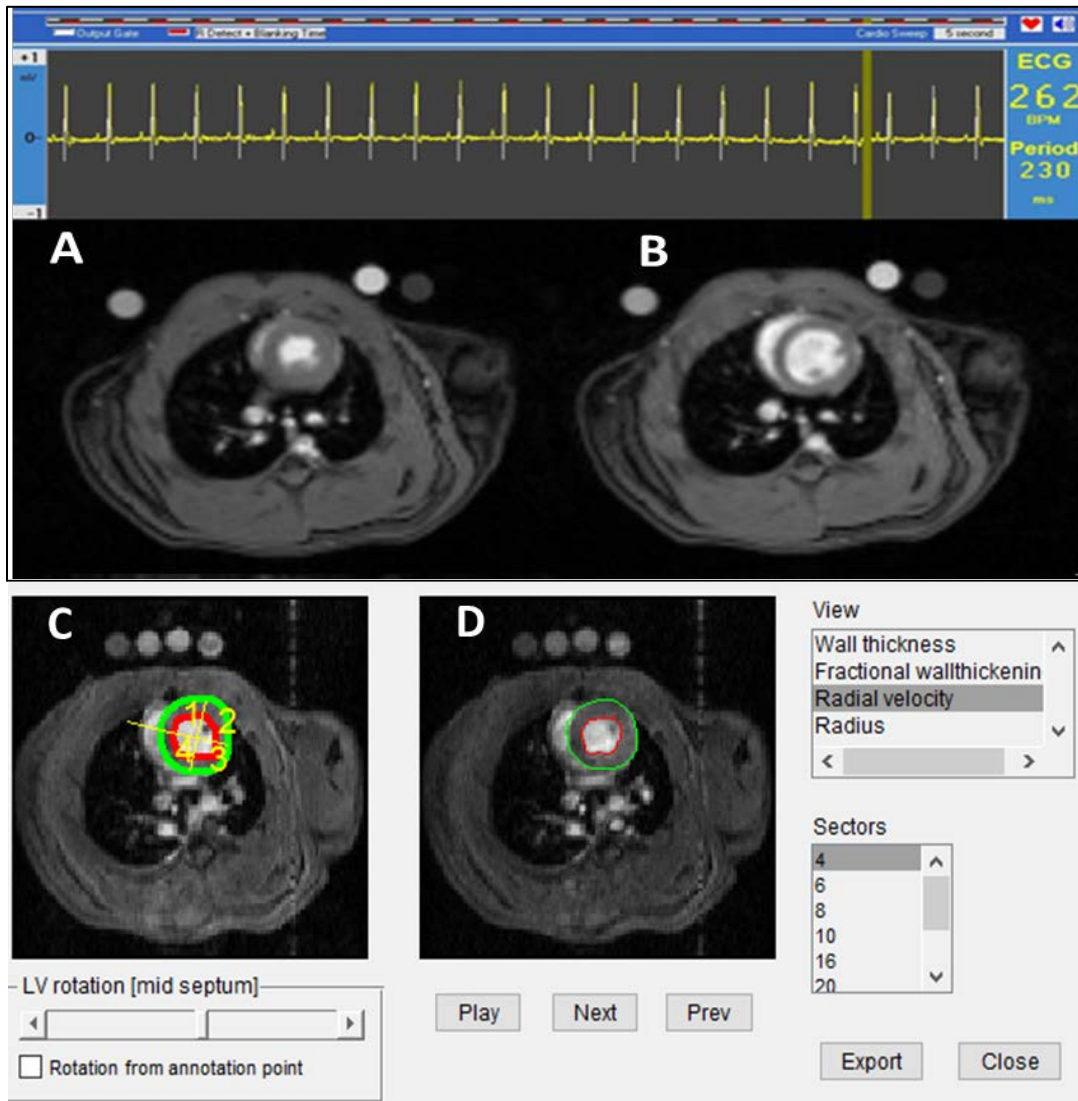 Output Gate R Detect + Blanking Time Cardio Sweep 5 second
+1
mV
0-
-1
ECG
262
BPM
Period
230
ms
A
B
C
1
2
3
4
D
View
Wall thickness
Fractional wallthickenin
Radial velocity
Radius
Sectors
4
6
8
10
16
20
LV rotation [mid septum]
Rotation from annotation point
Play Next Prev
Export Close